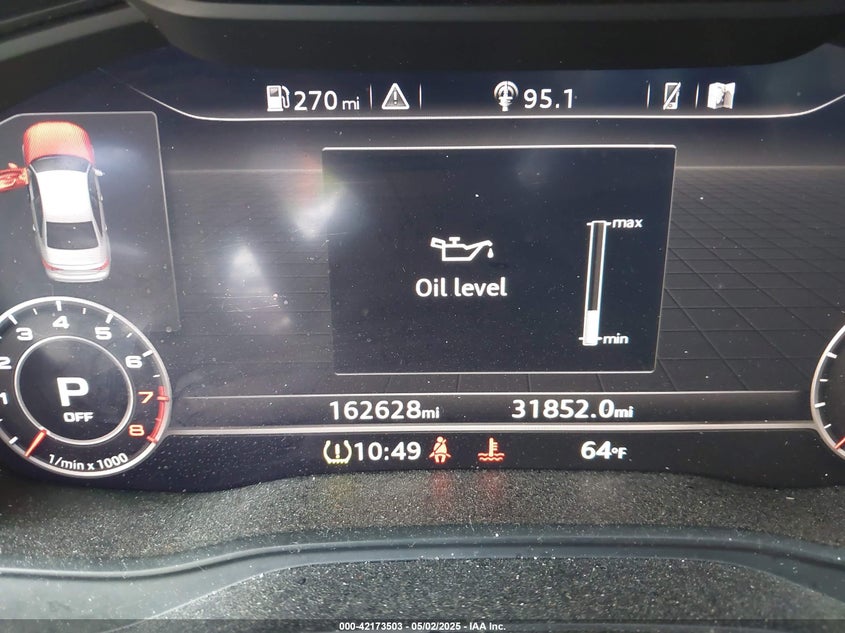 270 mi 95.1
max
Oil level
min
3 4 5
2 6
1 7
8
P
OFF
1/min x 1000
162628mi 31852.0mi
10:49 64°F
000-42173503 - 05/02/2025 - IAA Inc.